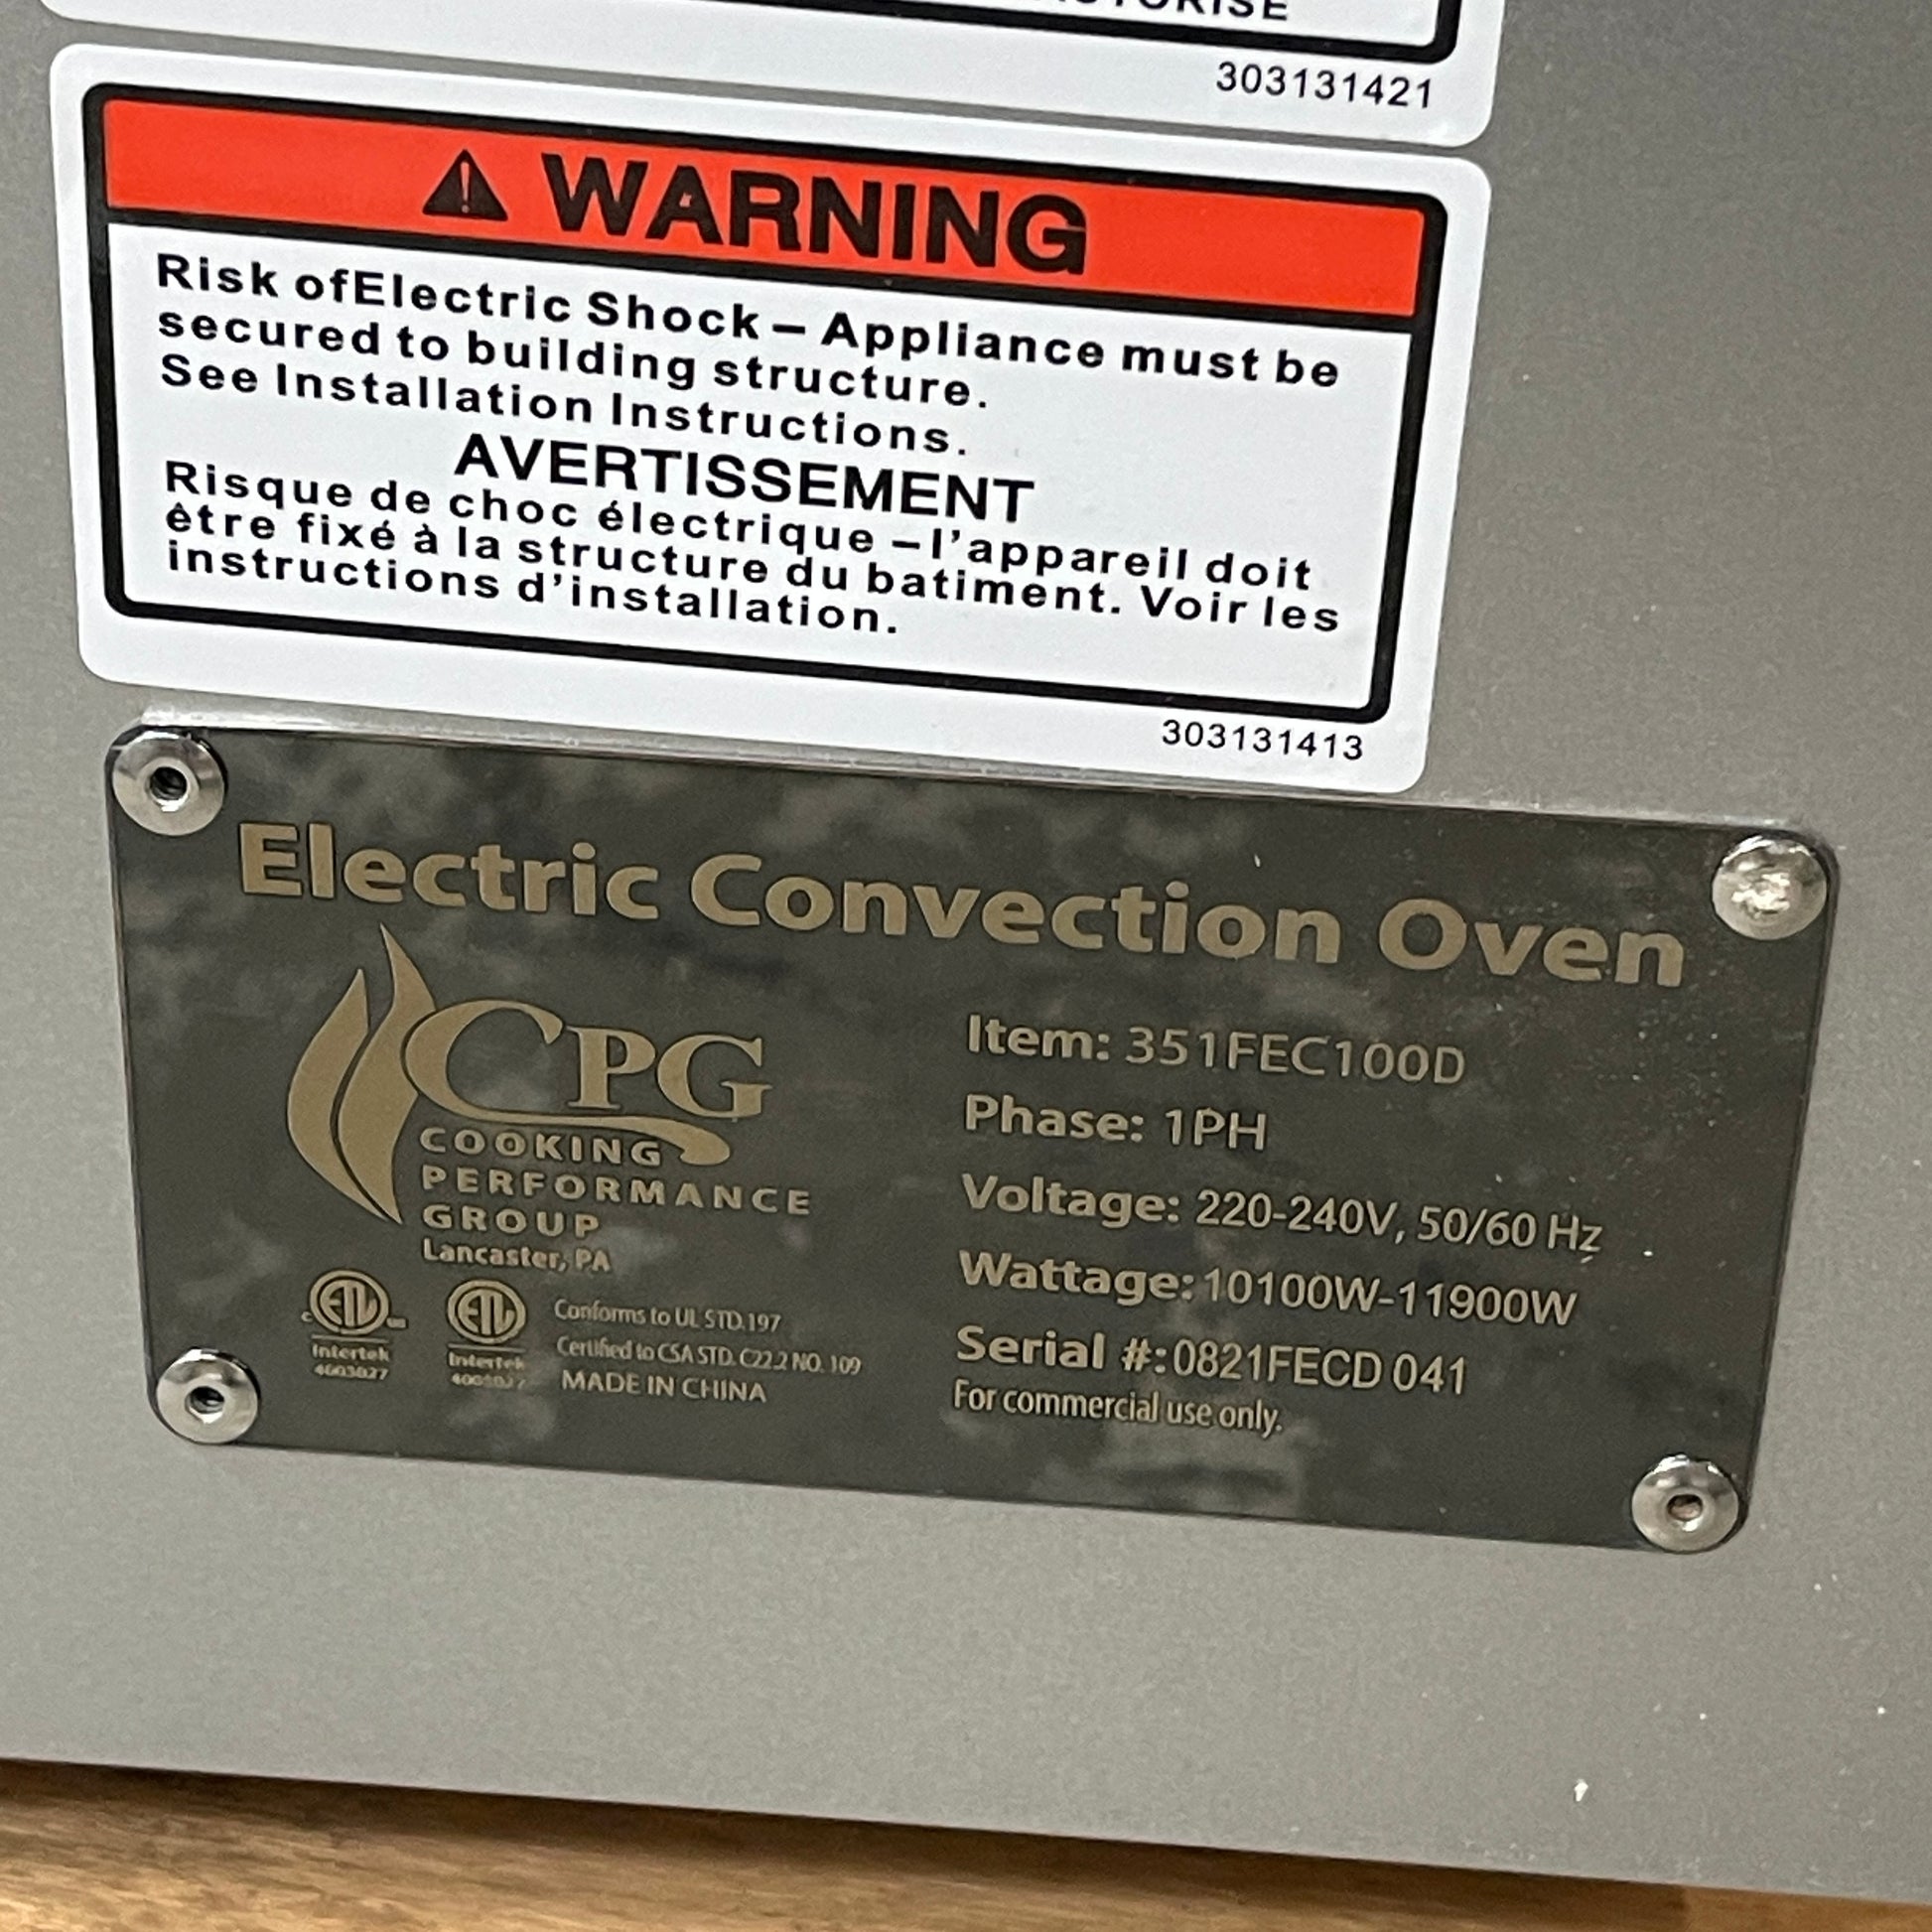 303131421
WARNING
Risk ofElectric Shock – Appliance must be
secured to building structure.
See Installation Instructions.
AVERTISSEMENT
Risque de choc électrique –l’appareil doit
être fixé à la structure du batiment. Voir les
instructions d’installation.
303131413
Electric Convection Oven
CPG
COOKING
PERFORMANCE
GROUP
Lancaster, PA
ETL
Intertek
4003027
ETL
Intertek
Conforms to UL STD.197
Certified to CSA STD. C22.2 NO. 109
MADE IN CHINA
Item: 351FEC100D
Phase: 1PH
Voltage: 220-240V, 50/60 Hz
Wattage:10100W-11900W
Serial #:0821FECD 041
For commercial use only.